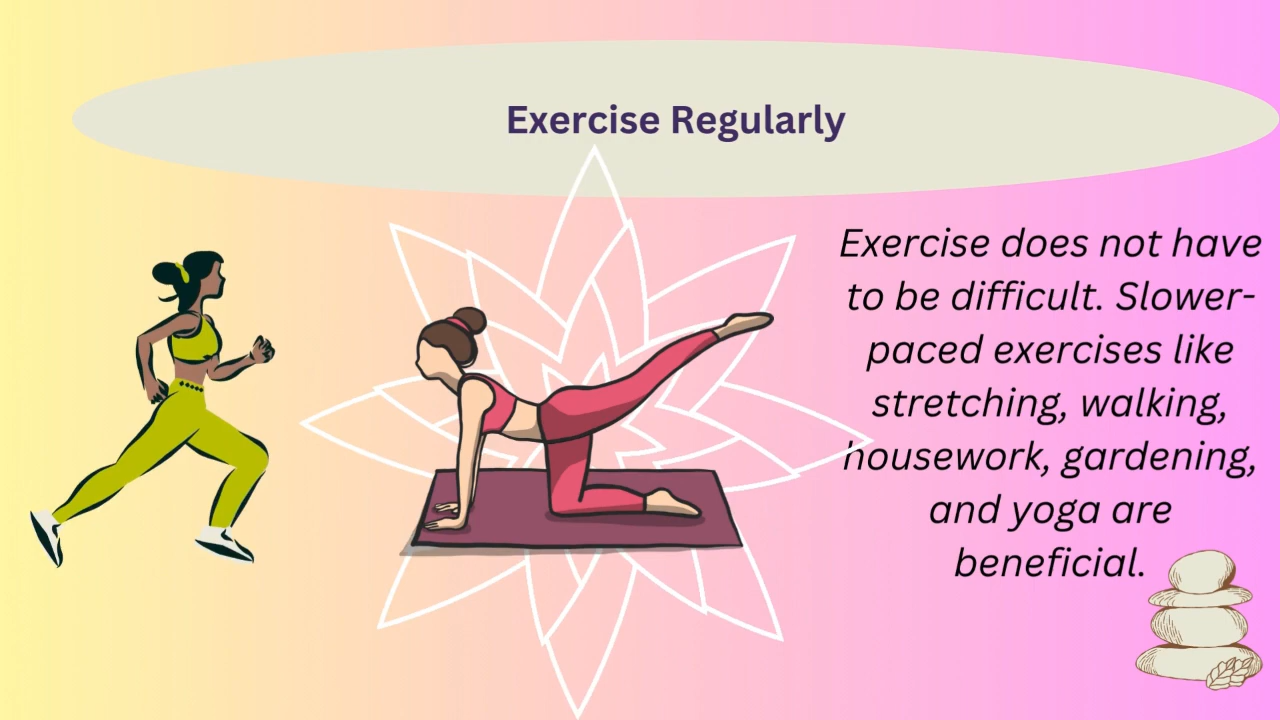 Exercise Regularly
Exercise does not have
to be difficult. Slower-
paced exercises like
stretching, walking,
housework, gardening,
and yoga are
beneficial.